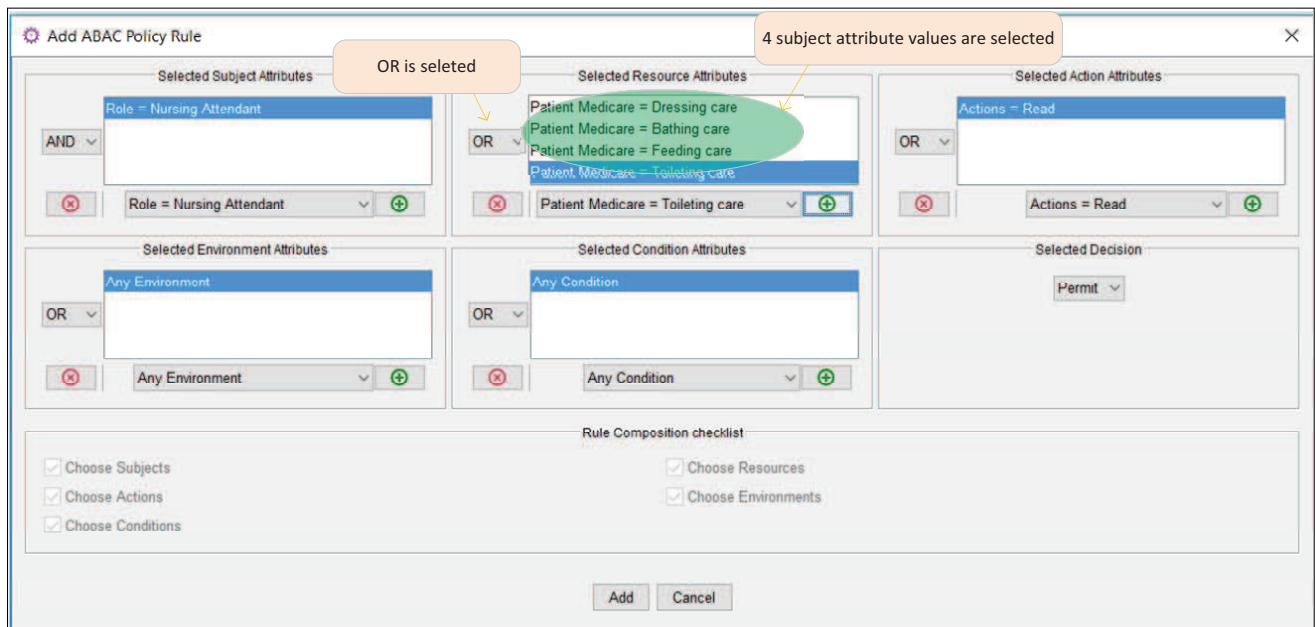 Add ABAC Policy Rule
OR is seleted
4 subject attribute values are selected
Selected Subject Attributes
Role = Nursing Attendant
AND
Role = Nursing Attendant
Selected Resource Attributes
Patient Medicare = Dressing care
Patient Medicare = Bathing care
Patient Medicare = Feeding care
Patient Medicare = Toileting care
OR
Patient Medicare = Toileting care
Selected Action Attributes
Actions = Read
OR
Actions = Read
Selected Environment Attributes
Any Environment
OR
Any Environment
Selected Condition Attributes
Any Condition
OR
Any Condition
Selected Decision
Permit
Rule Composition checklist
Choose Subjects
Choose Resources
Choose Actions
Choose Environments
Choose Conditions
Add
Cancel